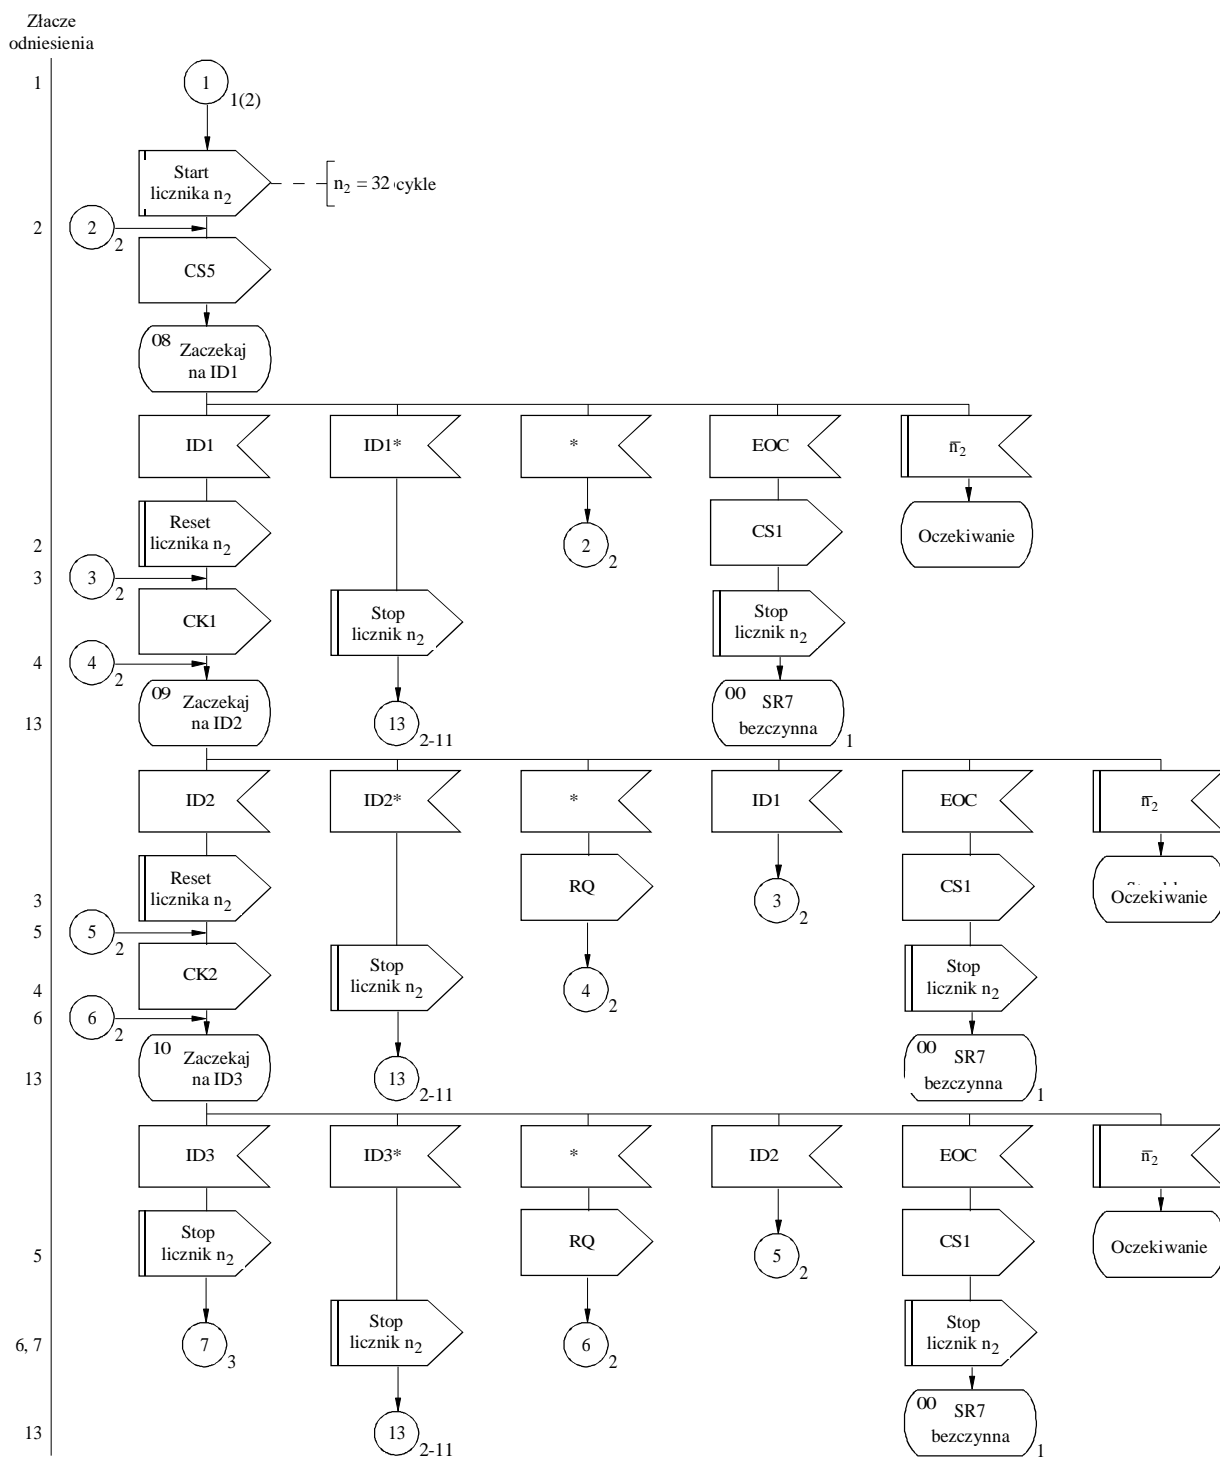 Złacze
odniesienia
1
1
1(2)
Start
licznika n2
n2 = 32 cykle
2
2
2
CS5
08 Zaczekaj
na ID1
ID1
ID1*
*
EOC
n̅2
Reset
licznika n2
CS1
Oczekiwanie
2
2
2
3
3
2
CK1
Stop
licznik n2
Stop
licznik n2
4
4
2
09 Zaczekaj
na ID2
00 SR7
bezczynna
1
13
13
2-11
ID2
ID2*
*
ID1
EOC
n̅2
Reset
licznika n2
RQ
CS1
Oczekiwanie
3
3
2
5
5
2
CK2
Stop
licznik n2
Stop
licznik n2
4
4
2
6
6
2
10 Zaczekaj
na ID3
00 SR7
bezczynna
1
13
13
2-11
ID3
ID3*
*
ID2
EOC
n̅2
Stop
licznik n2
RQ
CS1
Oczekiwanie
5
5
2
Stop
licznik n2
Stop
licznik n2
6, 7
7
3
6
2
00 SR7
bezczynna
1
13
13
2-11